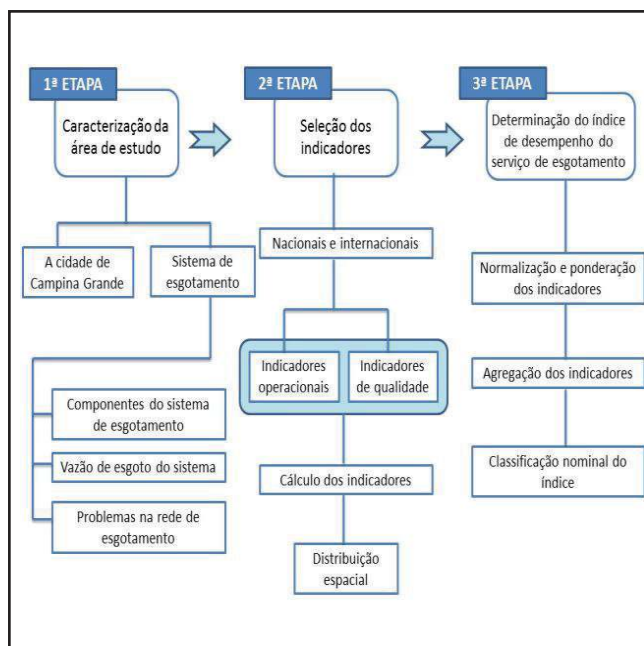 1ª ETAPA
Caracterização da
área de estudo
A cidade de
Campina Grande
Sistema de
esgotamento
Componentes do sistema
de esgotamento
Vazão de esgoto do sistema
Problemas na rede de
esgotamento
2ª ETAPA
Seleção dos
indicadores
Nacionais e internacionais
Indicadores
operacionais
Indicadores
de qualidade
Cálculo dos indicadores
Distribuição
espacial
3ª ETAPA
Determinação do índice
de desempenho do
serviço de esgotamento
Normalização e ponderação
dos indicadores
Agregação dos indicadores
Classificação nominal do
índice